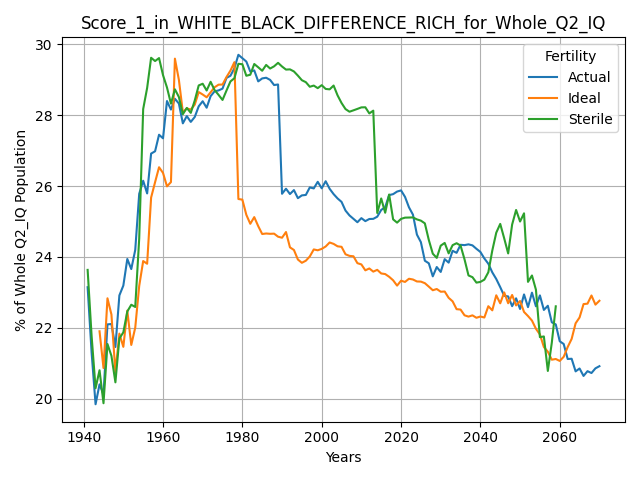 Score_1_in_WHITE_BLACK_DIFFERENCE_RICH_for_Whole_Q2_IQ
% of Whole Q2_IQ Population
30
28
26
24
22
20
Fertility
Actual
Ideal
Sterile
1940 1960 1980 2000 2020 2040 2060
Years